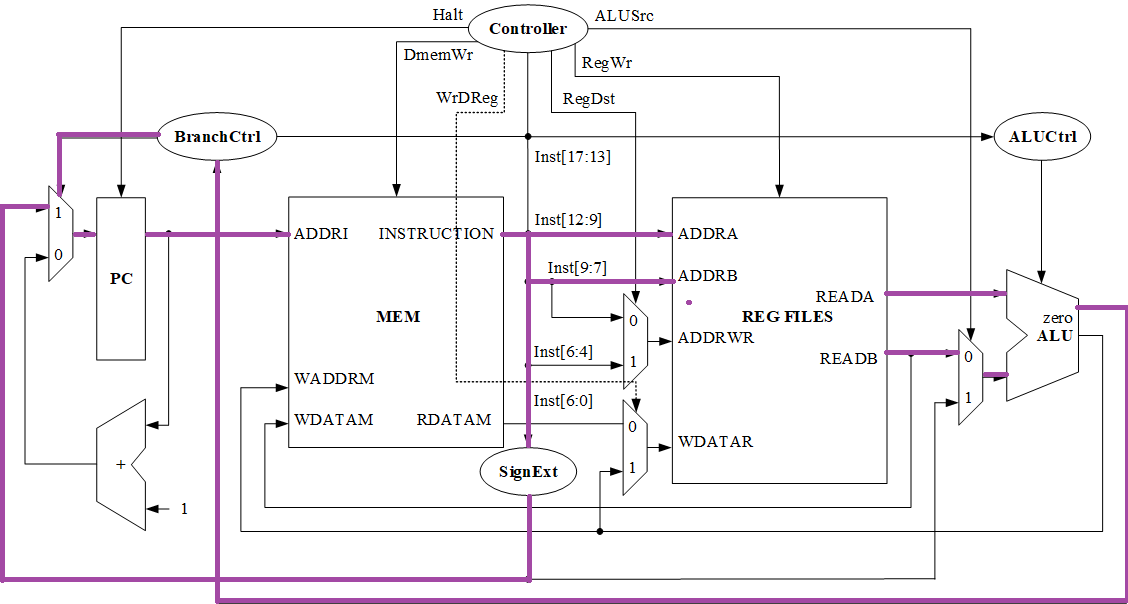 Halt
Controller
ALUSrc
DmemWr
RegWr
WrDReg
RegDst
BranchCtrl
ALUCtrl
Inst[17:13]
1
0
PC
ADDRI
INSTRUCTION
Inst[12:9]
ADDRA
Inst[9:7]
ADDRB
MEM
0
1
READA
REG FILES
zero
ALU
ADDRWR
Inst[6:4]
READB
0
1
WADDRM
Inst[6:0]
WDATAM
RDATAM
0
1
WDATAR
+
SignExt
1